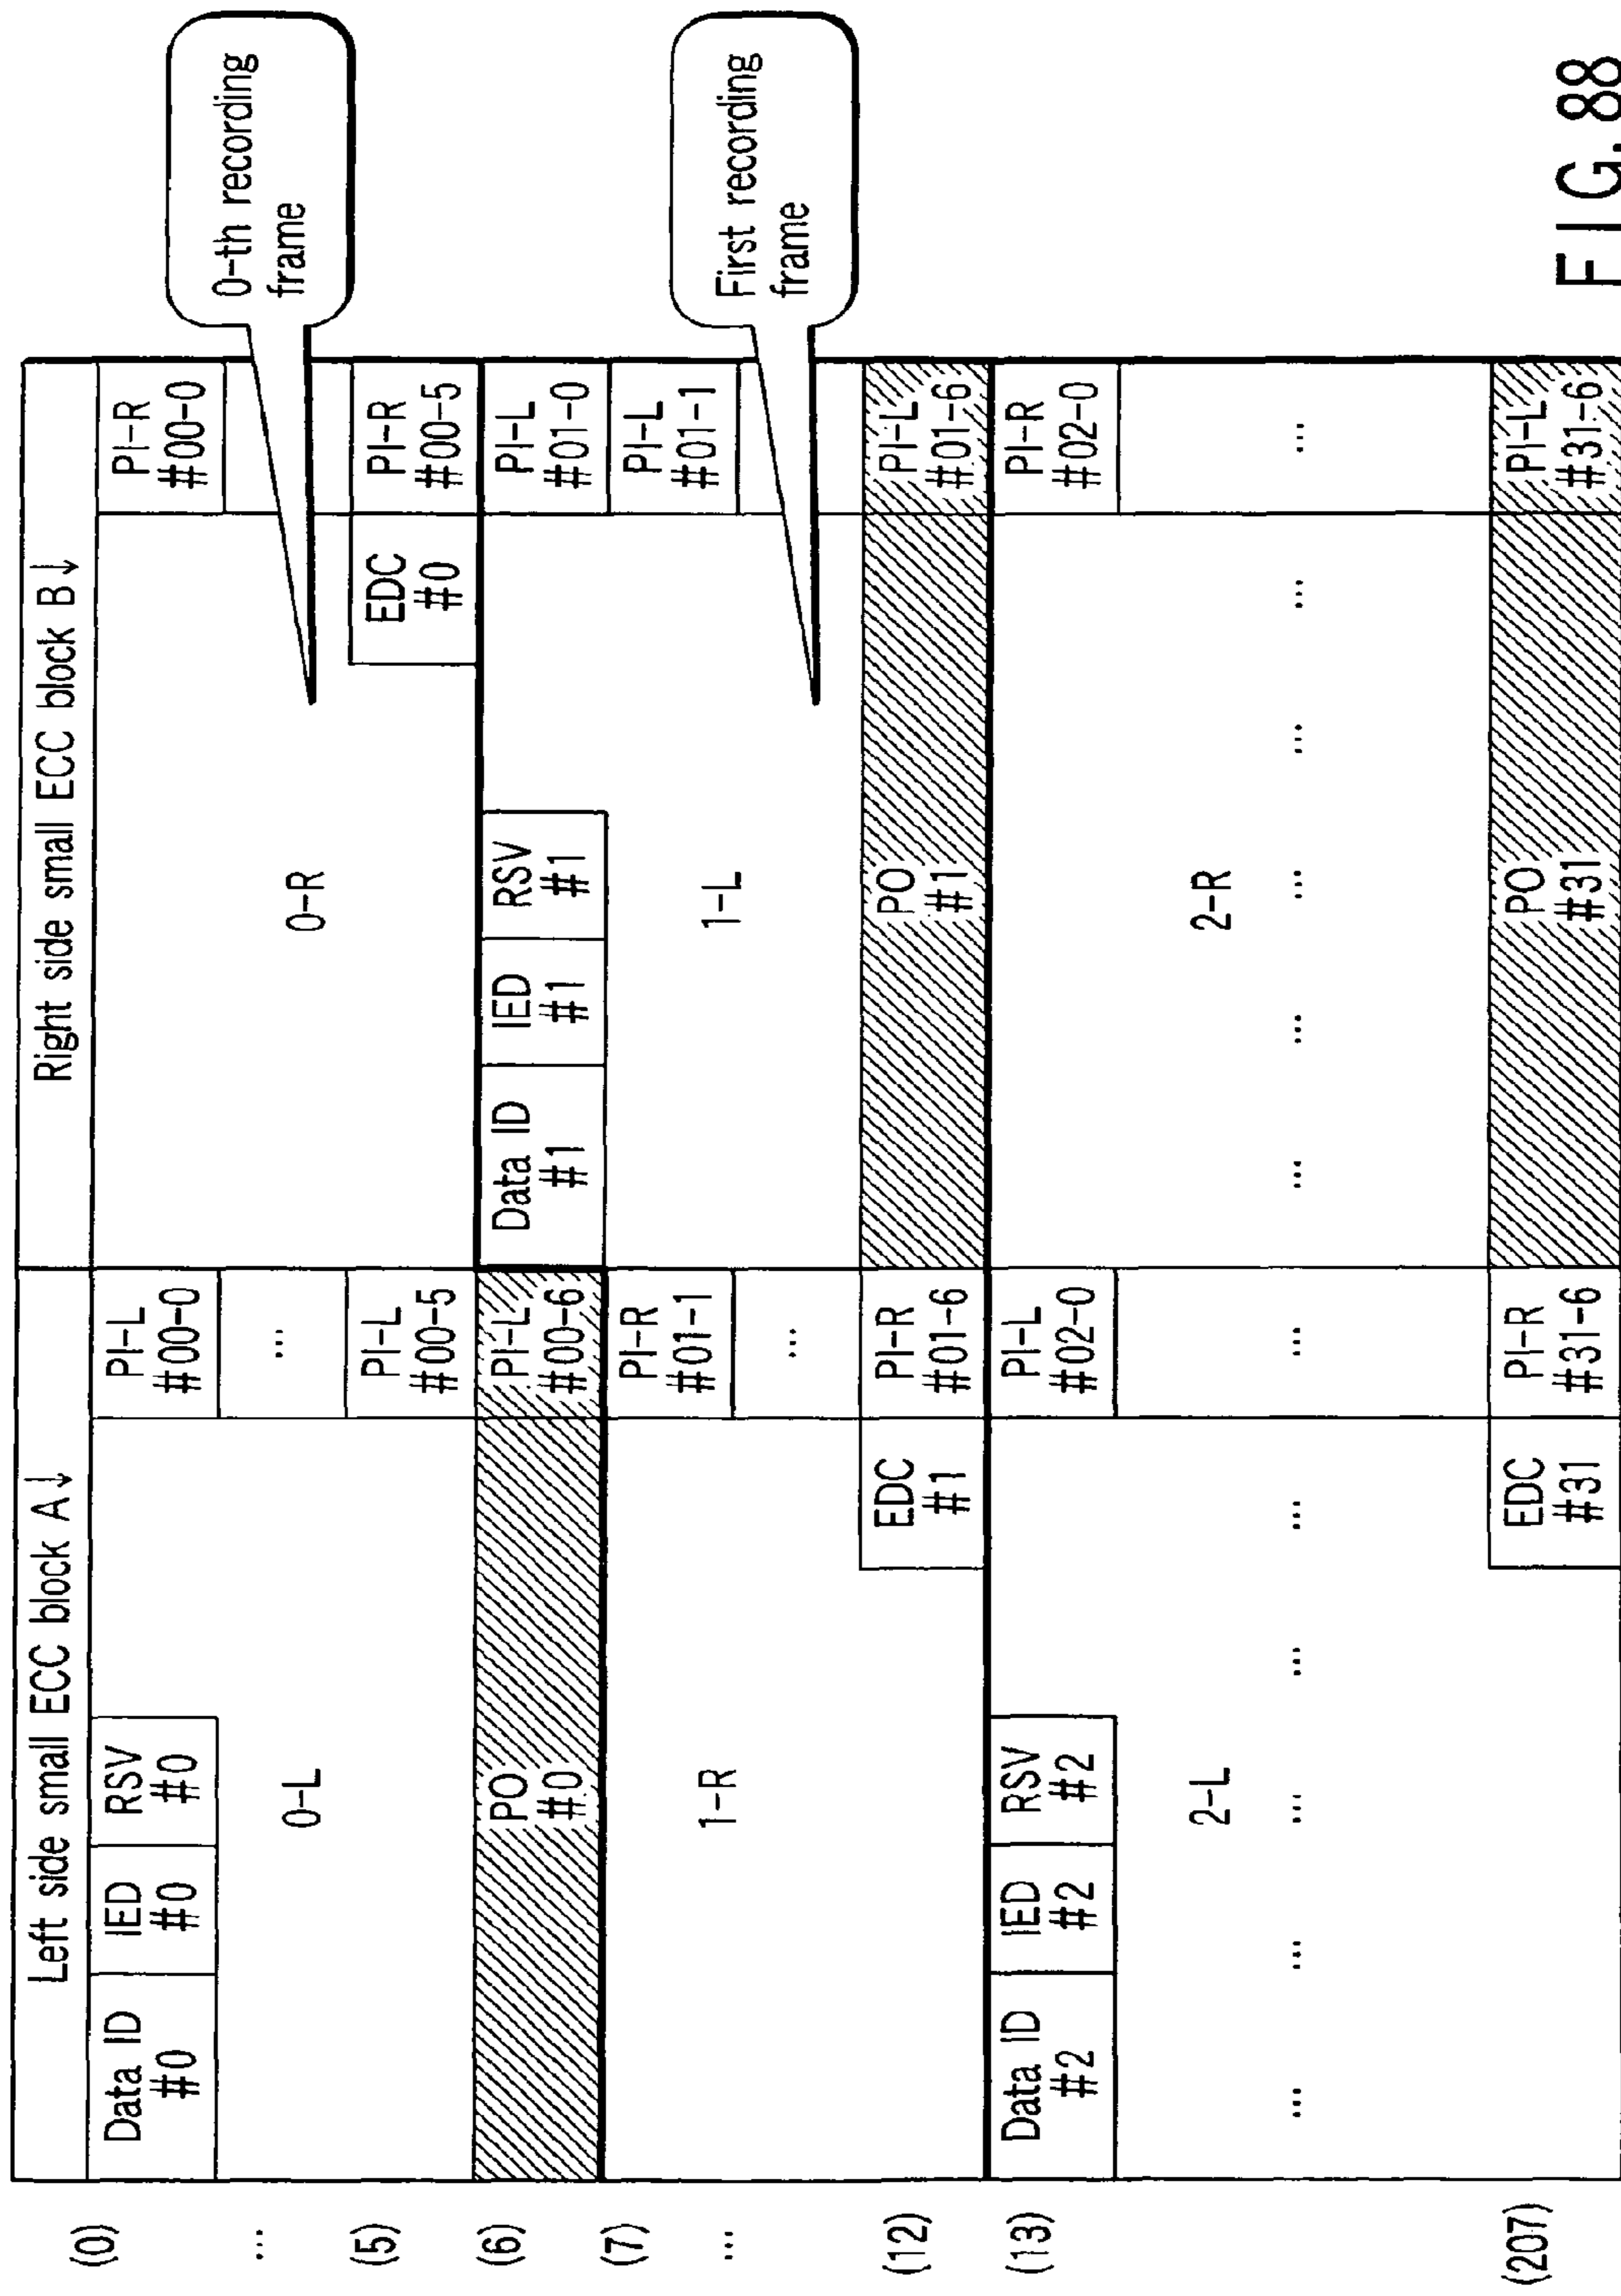 Left side small ECC block A↓
Right side small ECC block B↓
(0)
Data ID
#0
IED
#0
RSV
#0
PI-L
#00-0
PI-R
#00-0
0-th recording
frame
...
0-L
...
0-R
(5)
PI-L
#00-5
EDC
#0
PI-R
#00-5
(6)
PO
#0
PI-L
#00-6
Data ID
#1
IED
#1
RSV
#1
PI-L
#01-0
(7)
PI-R
#01-1
PI-L
#01-1
First recording
frame
...
1-R
...
1-L
(12)
EDC
#1
PI-R
#01-6
PO
#1
PI-L
#01-6
(13)
Data ID
#2
IED
#2
RSV
#2
PI-L
#02-0
PI-R
#02-0
2-L
2-R
... ... ... ... ... ... ... ... ... ... ... ...
(207)
EDC
#31
PI-R
#31-6
PO
#31
PI-L
#31-6
FIG. 88